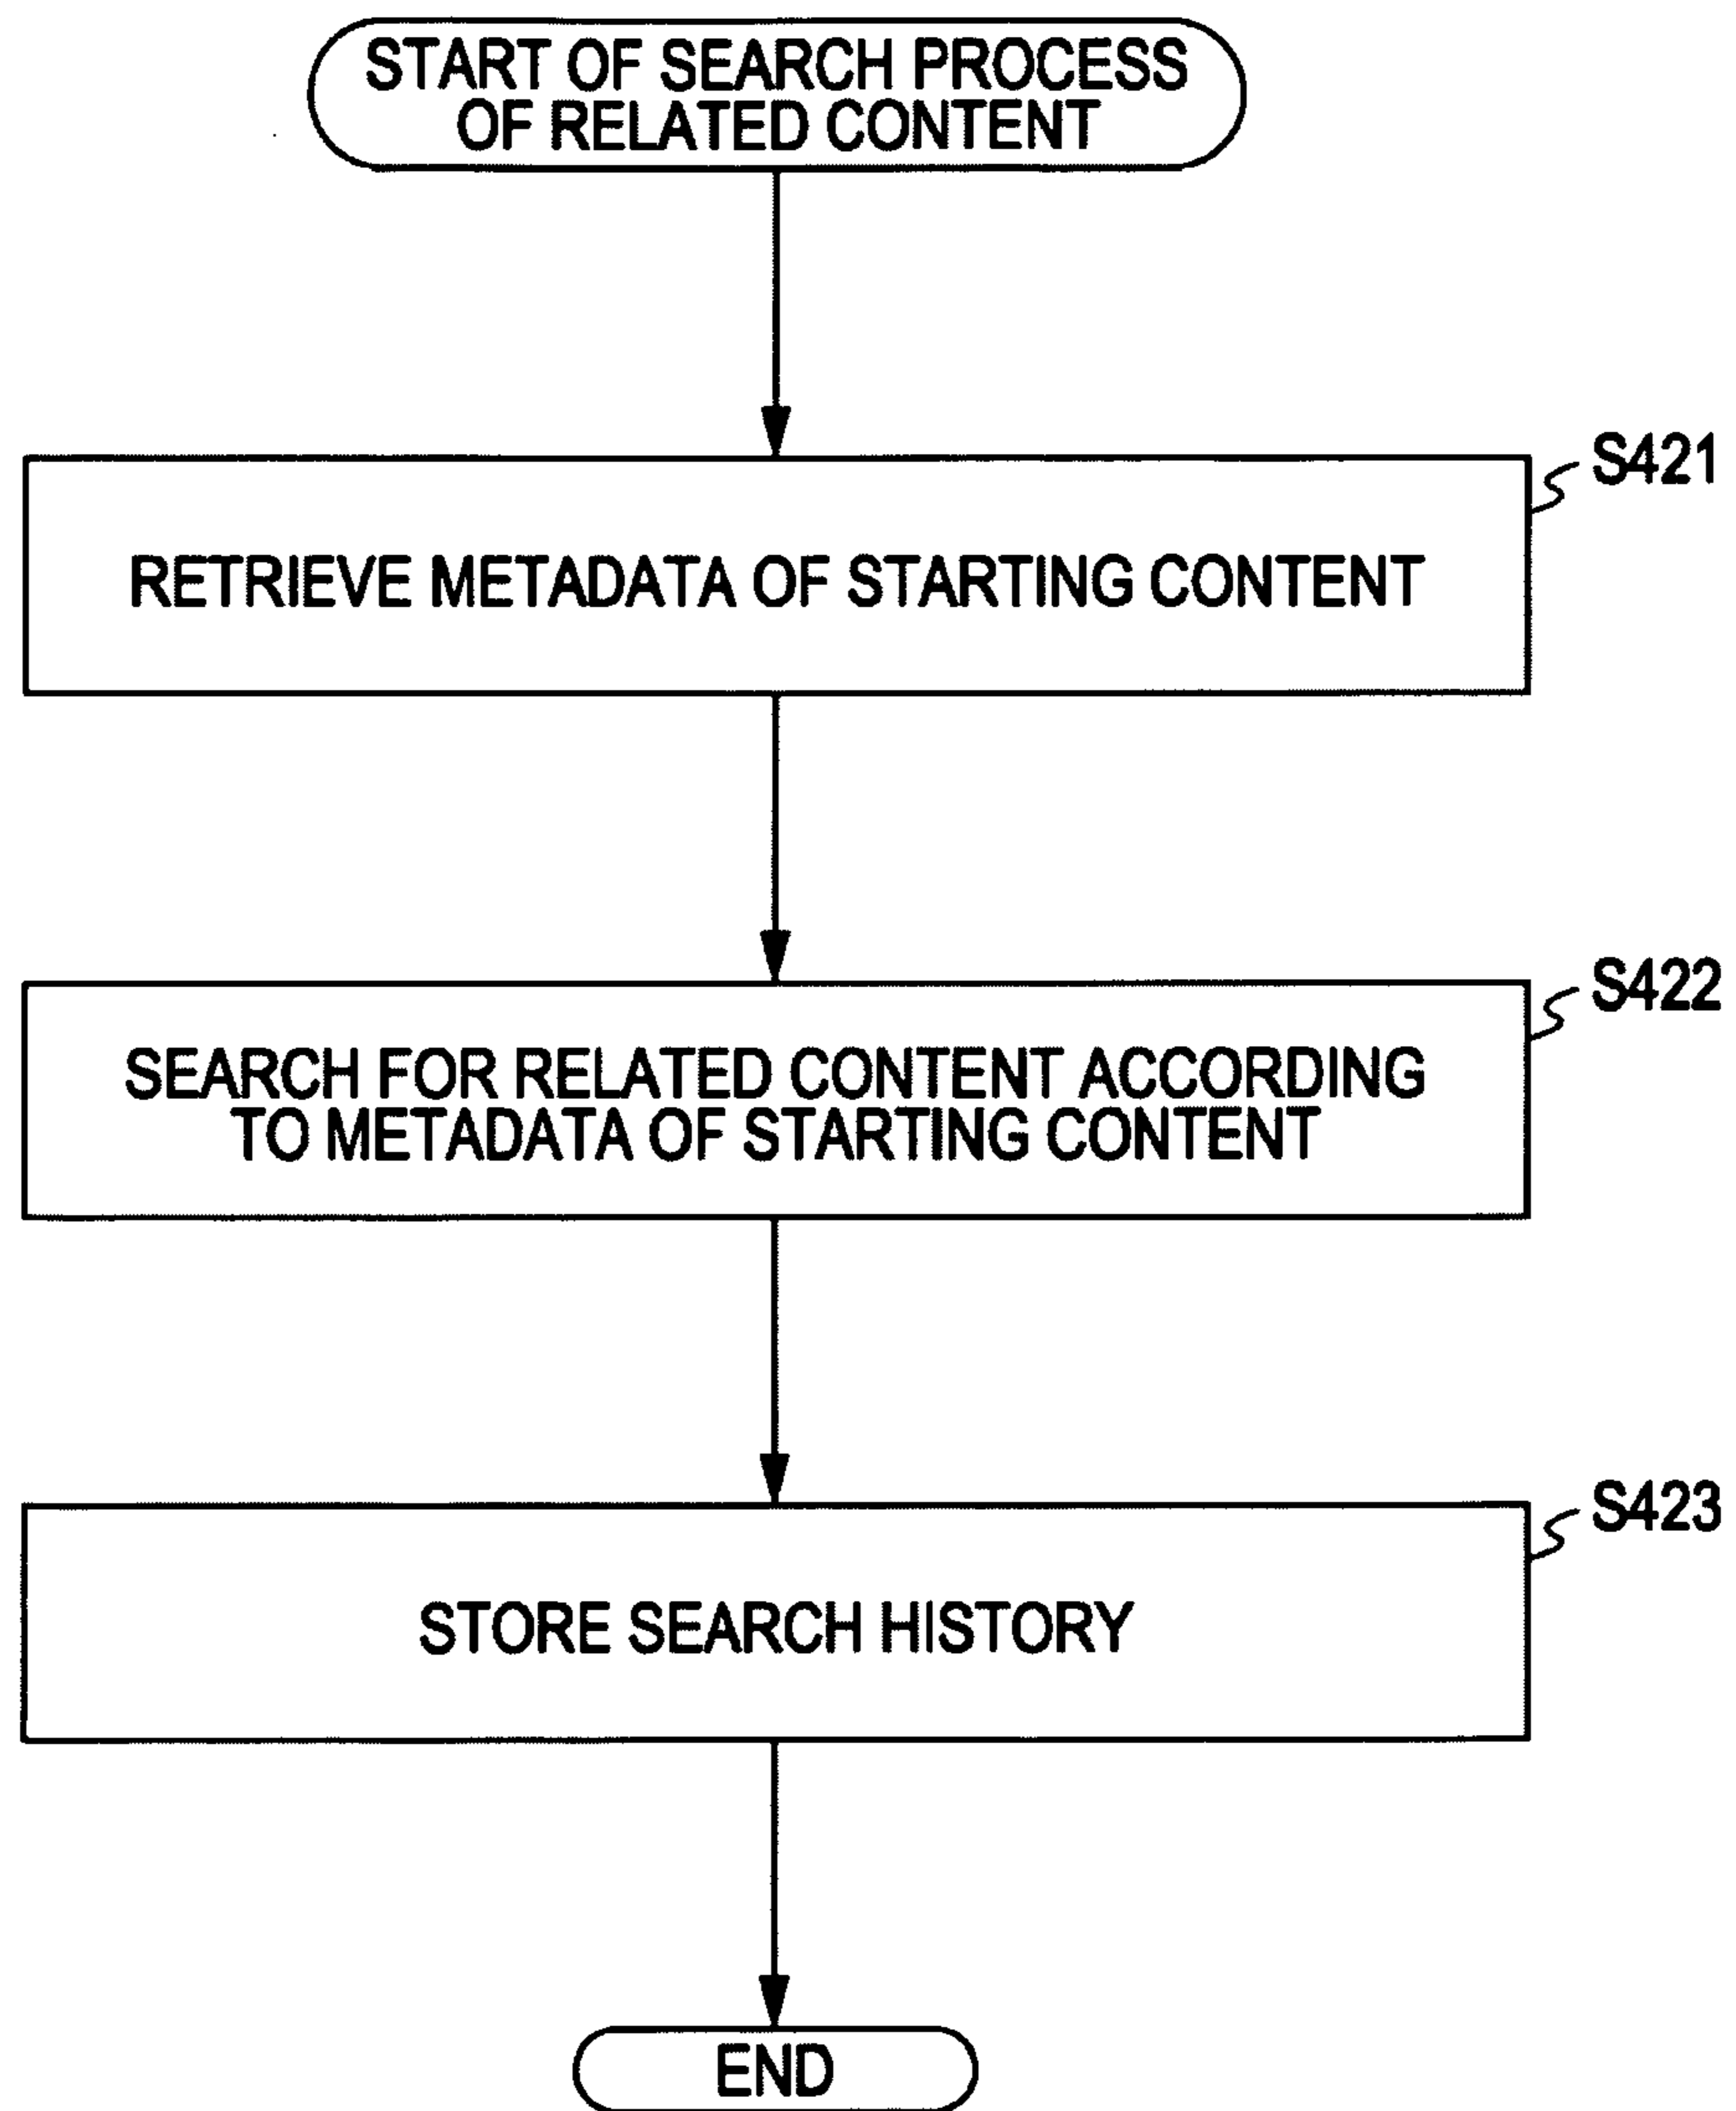 START OF SEARCH PROCESS
OF RELATED CONTENT
S421
RETRIEVE METADATA OF STARTING CONTENT
S422
SEARCH FOR RELATED CONTENT ACCORDING
TO METADATA OF STARTING CONTENT
S423
STORE SEARCH HISTORY
END